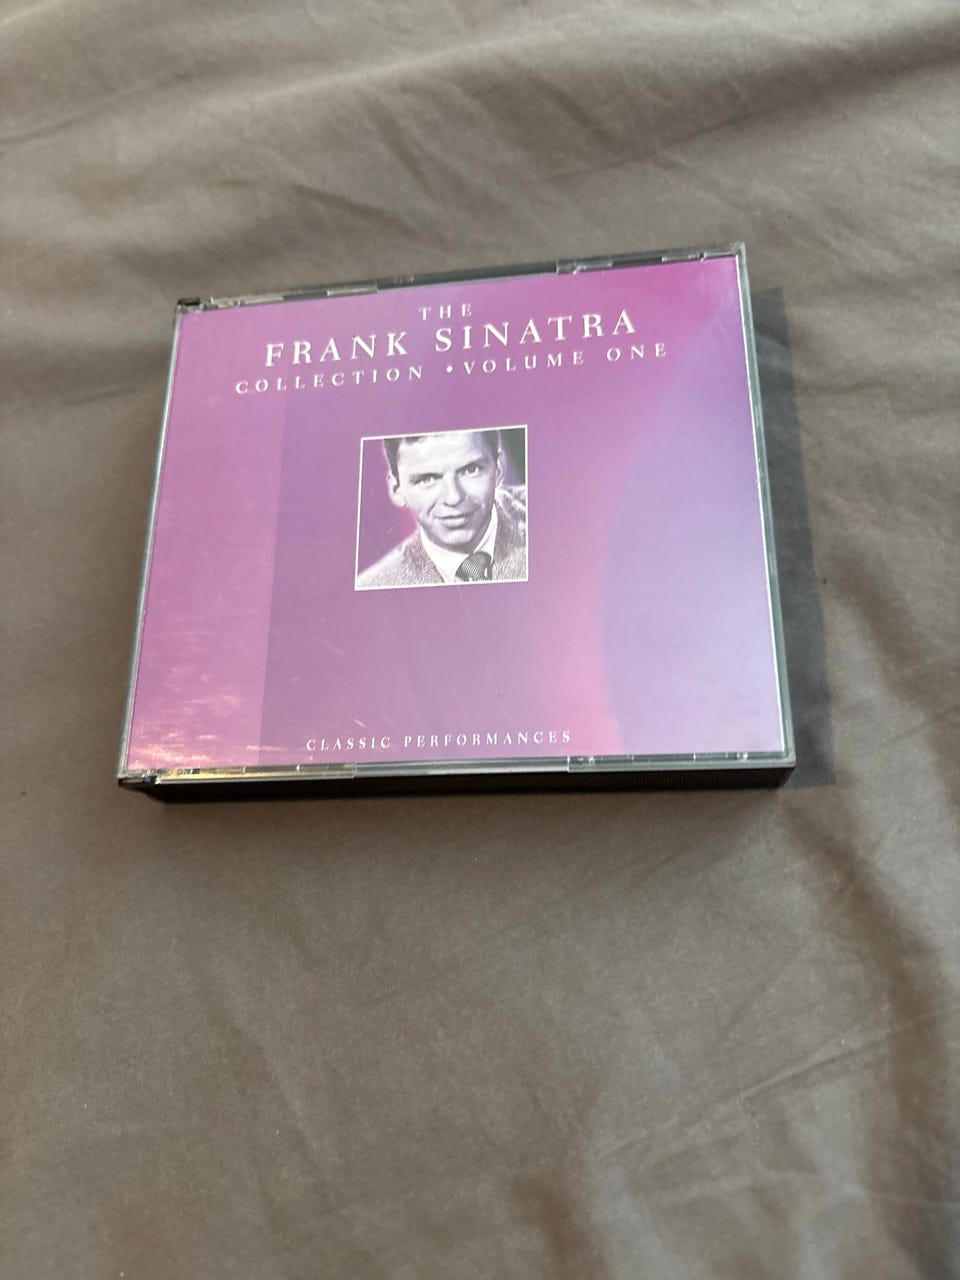 THE
FRANK SINATRA
COLLECTION • VOLUME ONE
CLASSIC PERFORMANCES